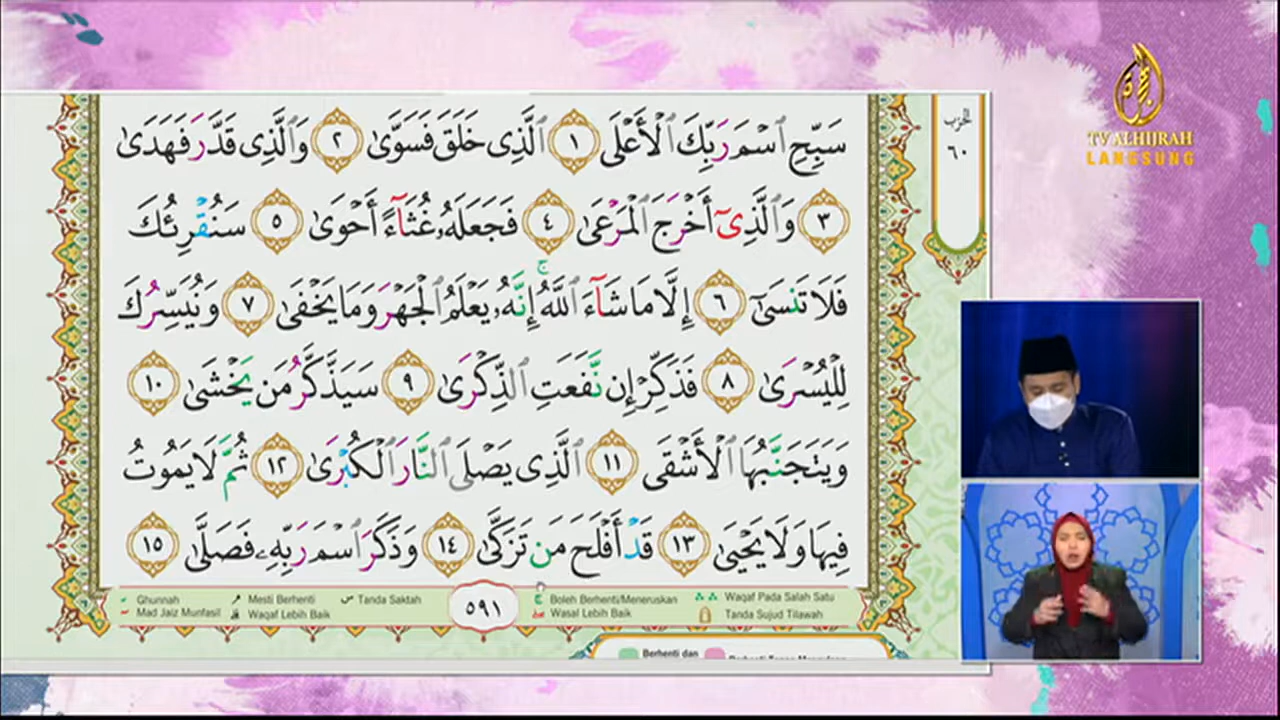 سَبِّحِ ٱسْمَ رَبِّكَ ٱلْأَعْلَى ١ ٱلَّذِى خَلَقَ فَسَوَّىٰ ٢ وَٱلَّذِى قَدَّرَ فَهَدَىٰ
٣ وَٱلَّذِىٓ أَخْرَجَ ٱلْمَرْعَىٰ ٤ فَجَعَلَهُۥ غُثَآءً أَحْوَىٰ ٥ سَنُقْرِئُكَ
فَلَا تَنسَىٰٓ ٦ إِلَّا مَا شَآءَ ٱللَّهُ ۚ إِنَّهُۥ يَعْلَمُ ٱلْجَهْرَ وَمَا يَخْفَىٰ ٧ وَنُيَسِّرُكَ
لِلْيُسْرَىٰ ٨ فَذَكِّرْ إِن نَّفَعَتِ ٱلذِّكْرَىٰ ٩ سَيَذَّكَّرُ مَن يَخْشَىٰ ١٠
وَيَتَجَنَّبُهَا ٱلْأَشْقَى ١١ ٱلَّذِى يَصْلَى ٱلنَّارَ ٱلْكُبْرَىٰ ١٢ ثُمَّ لَا يَمُوتُ
فِيهَا وَلَا يَحْيَىٰ ١٣ قَدْ أَفْلَحَ مَن تَزَكَّىٰ ١٤ وَذَكَرَ ٱسْمَ رَبِّهِۦ فَصَلَّىٰ ١٥
الحزب
٦٠
TV ALHIJRAH
LANGSUNG
Ghunnah Mesti Berhenti Tanda Saktah ٥٩١ Boleh Berhenti/Meneruskan Waqaf Pada Salah Satu
Mad Jaiz Munfasil Waqaf Lebih Baik Wasal Lebih Baik Tanda Sujud Tilawah
Berhenti dan